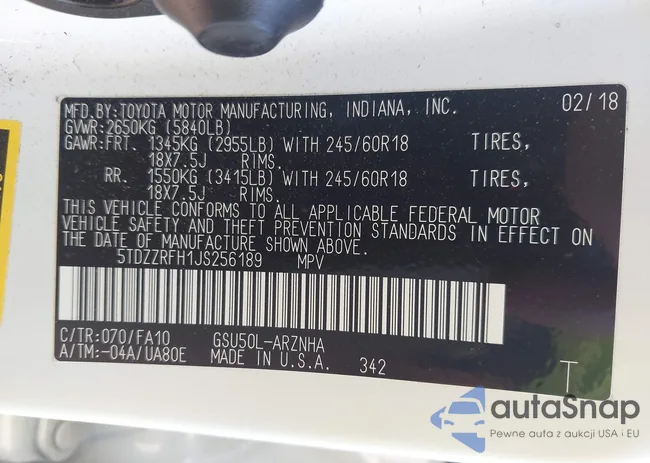 MFD.BY:TOYOTA MOTOR MANUFACTURING, INDIANA, INC. 02/18
GVWR:2650KG (5840LB)
GAWR:FRT. 1345KG (2955LB) WITH 245/60R18 TIRES,
18X7.5J RIMS.
RR. 1550KG (3415LB) WITH 245/60R18 TIRES,
18X7.5J RIMS.
THIS VEHICLE CONFORMS TO ALL APPLICABLE FEDERAL MOTOR
VEHICLE SAFETY AND THEFT PREVENTION STANDARDS IN EFFECT ON
THE DATE OF MANUFACTURE SHOWN ABOVE.
5TDZZRFH1JS256189 MPV
C/TR:070/FA10 GSU50L-ARZNHA
A/TM:-04A/UA80E MADE IN U.S.A. 342
T
autaSnap
Pewne auta z aukcji USA i EU